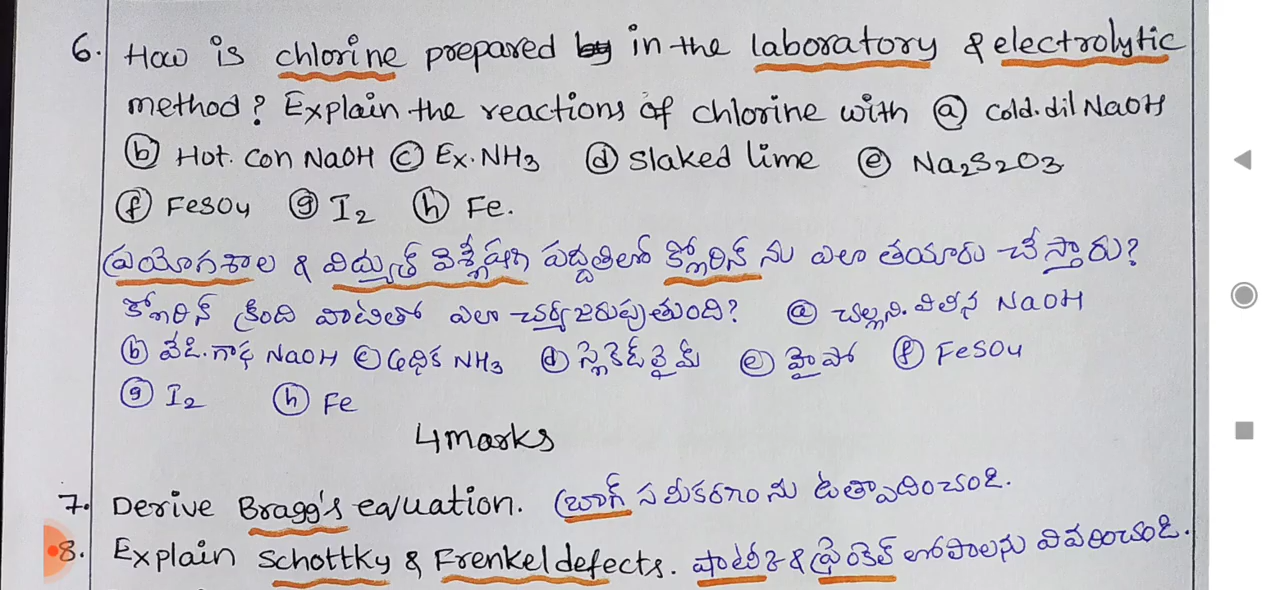 6. How is chlorine prepared by in the laboratory & electrolytic
method? Explain the reactions of chlorine with ⓐ cold.dil NaOH
ⓑ Hot. con NaOH ⓒ Ex. NH3 ⓓ slaked lime ⓔ Na2S2O3
ⓕ FeSO4 ⓖ I2 ⓗ Fe.
ప్రయోగశాల & విద్యుత్ విశ్లేషణ పద్దతిలో క్లోరిన్ ను ఎలా తయారు చేస్తారు?
క్లోరిన్ క్రింది వాటితో ఎలా చర్య జరుపుతుంది? ⓐ చల్లని. విలీన NaOH
ⓑ వేడి. గాఢ NaOH ⓒ అధిక NH3 ⓓ స్లేకెడ్ లైమ్ ⓔ హైపో ⓕ FeSO4
ⓖ I2 ⓗ Fe
4marks
7. Derive Bragg's equation. (బ్రాగ్ సమీకరణం ను ఉత్పాదించండి.
8. Explain Schottky & Frenkel defects. షాట్కీ & ఫ్రెంకెల్ లోపాలను వివరించండి.